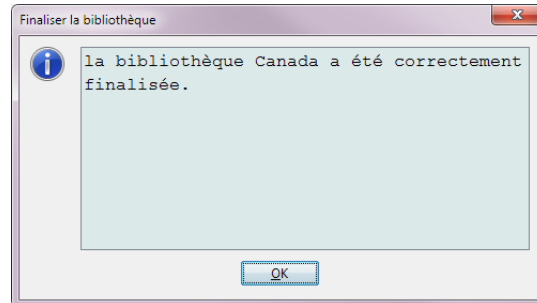 Finaliser la bibliothèque
la bibliothèque Canada a été correctement
finalisée.
OK